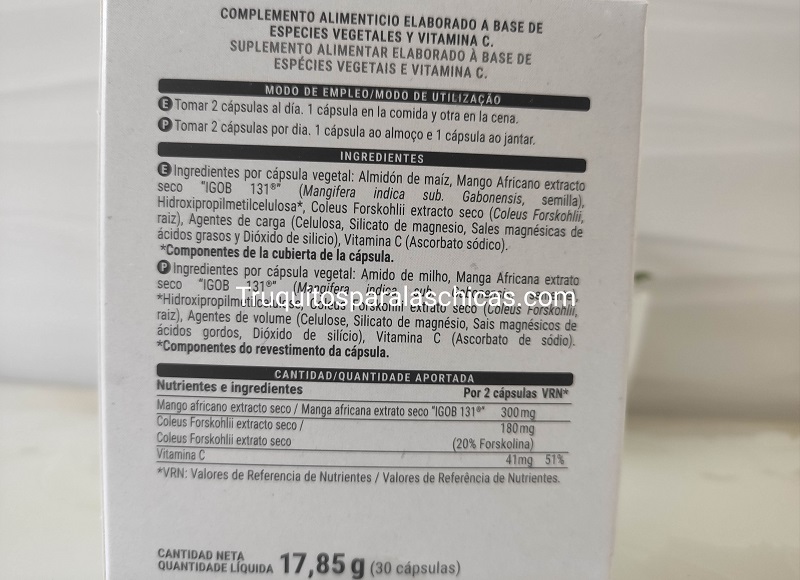 COMPLEMENTO ALIMENTICIO ELABORADO A BASE DE
ESPECIES VEGETALES Y VITAMINA C.
SUPLEMENTO ALIMENTAR ELABORADO À BASE DE
ESPÉCIES VEGETAIS E VITAMINA C.
MODO DE EMPLEO/MODO DE UTILIZAÇÃO
E Tomar 2 cápsulas al día. 1 cápsula en la comida y otra en la cena.
P Tomar 2 cápsulas por dia. 1 cápsula ao almoço e 1 cápsula ao jantar.
INGREDIENTES
E Ingredientes por cápsula vegetal: Almidón de maíz, Mango Africano extracto
seco "IGOB 131®" (Mangifera indica sub. Gabonensis, semilla),
Hidroxipropilmetilcelulosa*, Coleus Forskohlii extracto seco (Coleus Forskohlii,
raiz), Agentes de carga (Celulosa, Silicato de magnesio, Sales magnésicas de
ácidos grasos y Dióxido de silicio), Vitamina C (Ascorbato sódico).
*Componentes de la cubierta de la cápsula.
P Ingredientes por cápsula vegetal: Amido de milho, Manga Africana extrato
seco "IGOB 131®" (Mangifera indica sub.
Truquitosparalaschicas.com
*Hidroxipropilmetilcelulose, Coleus Forskohlii extrato seco (Coleus Forskohlii,
raiz), Agentes de volume (Celulose, Silicato de magnésio, Sais magnésicos de
ácidos gordos, Dióxido de silício), Vitamina C (Ascorbato de sódio).
*Componentes do revestimento da cápsula.
CANTIDAD/QUANTIDADE APORTADA
Nutrientes e ingredientes Por 2 cápsulas VRN*
Mango africano extracto seco / Manga africana extrato seco "IGOB 131®" 300mg
Coleus Forskohlii extracto seco / 180mg
Coleus Forskohlii extrato seco (20% Forskolina)
Vitamina C 41mg 51%
*VRN: Valores de Referencia de Nutrientes / Valores de Referência de Nutrientes.
CANTIDAD NETA
QUANTIDADE LÍQUIDA 17,85 g (30 cápsulas)